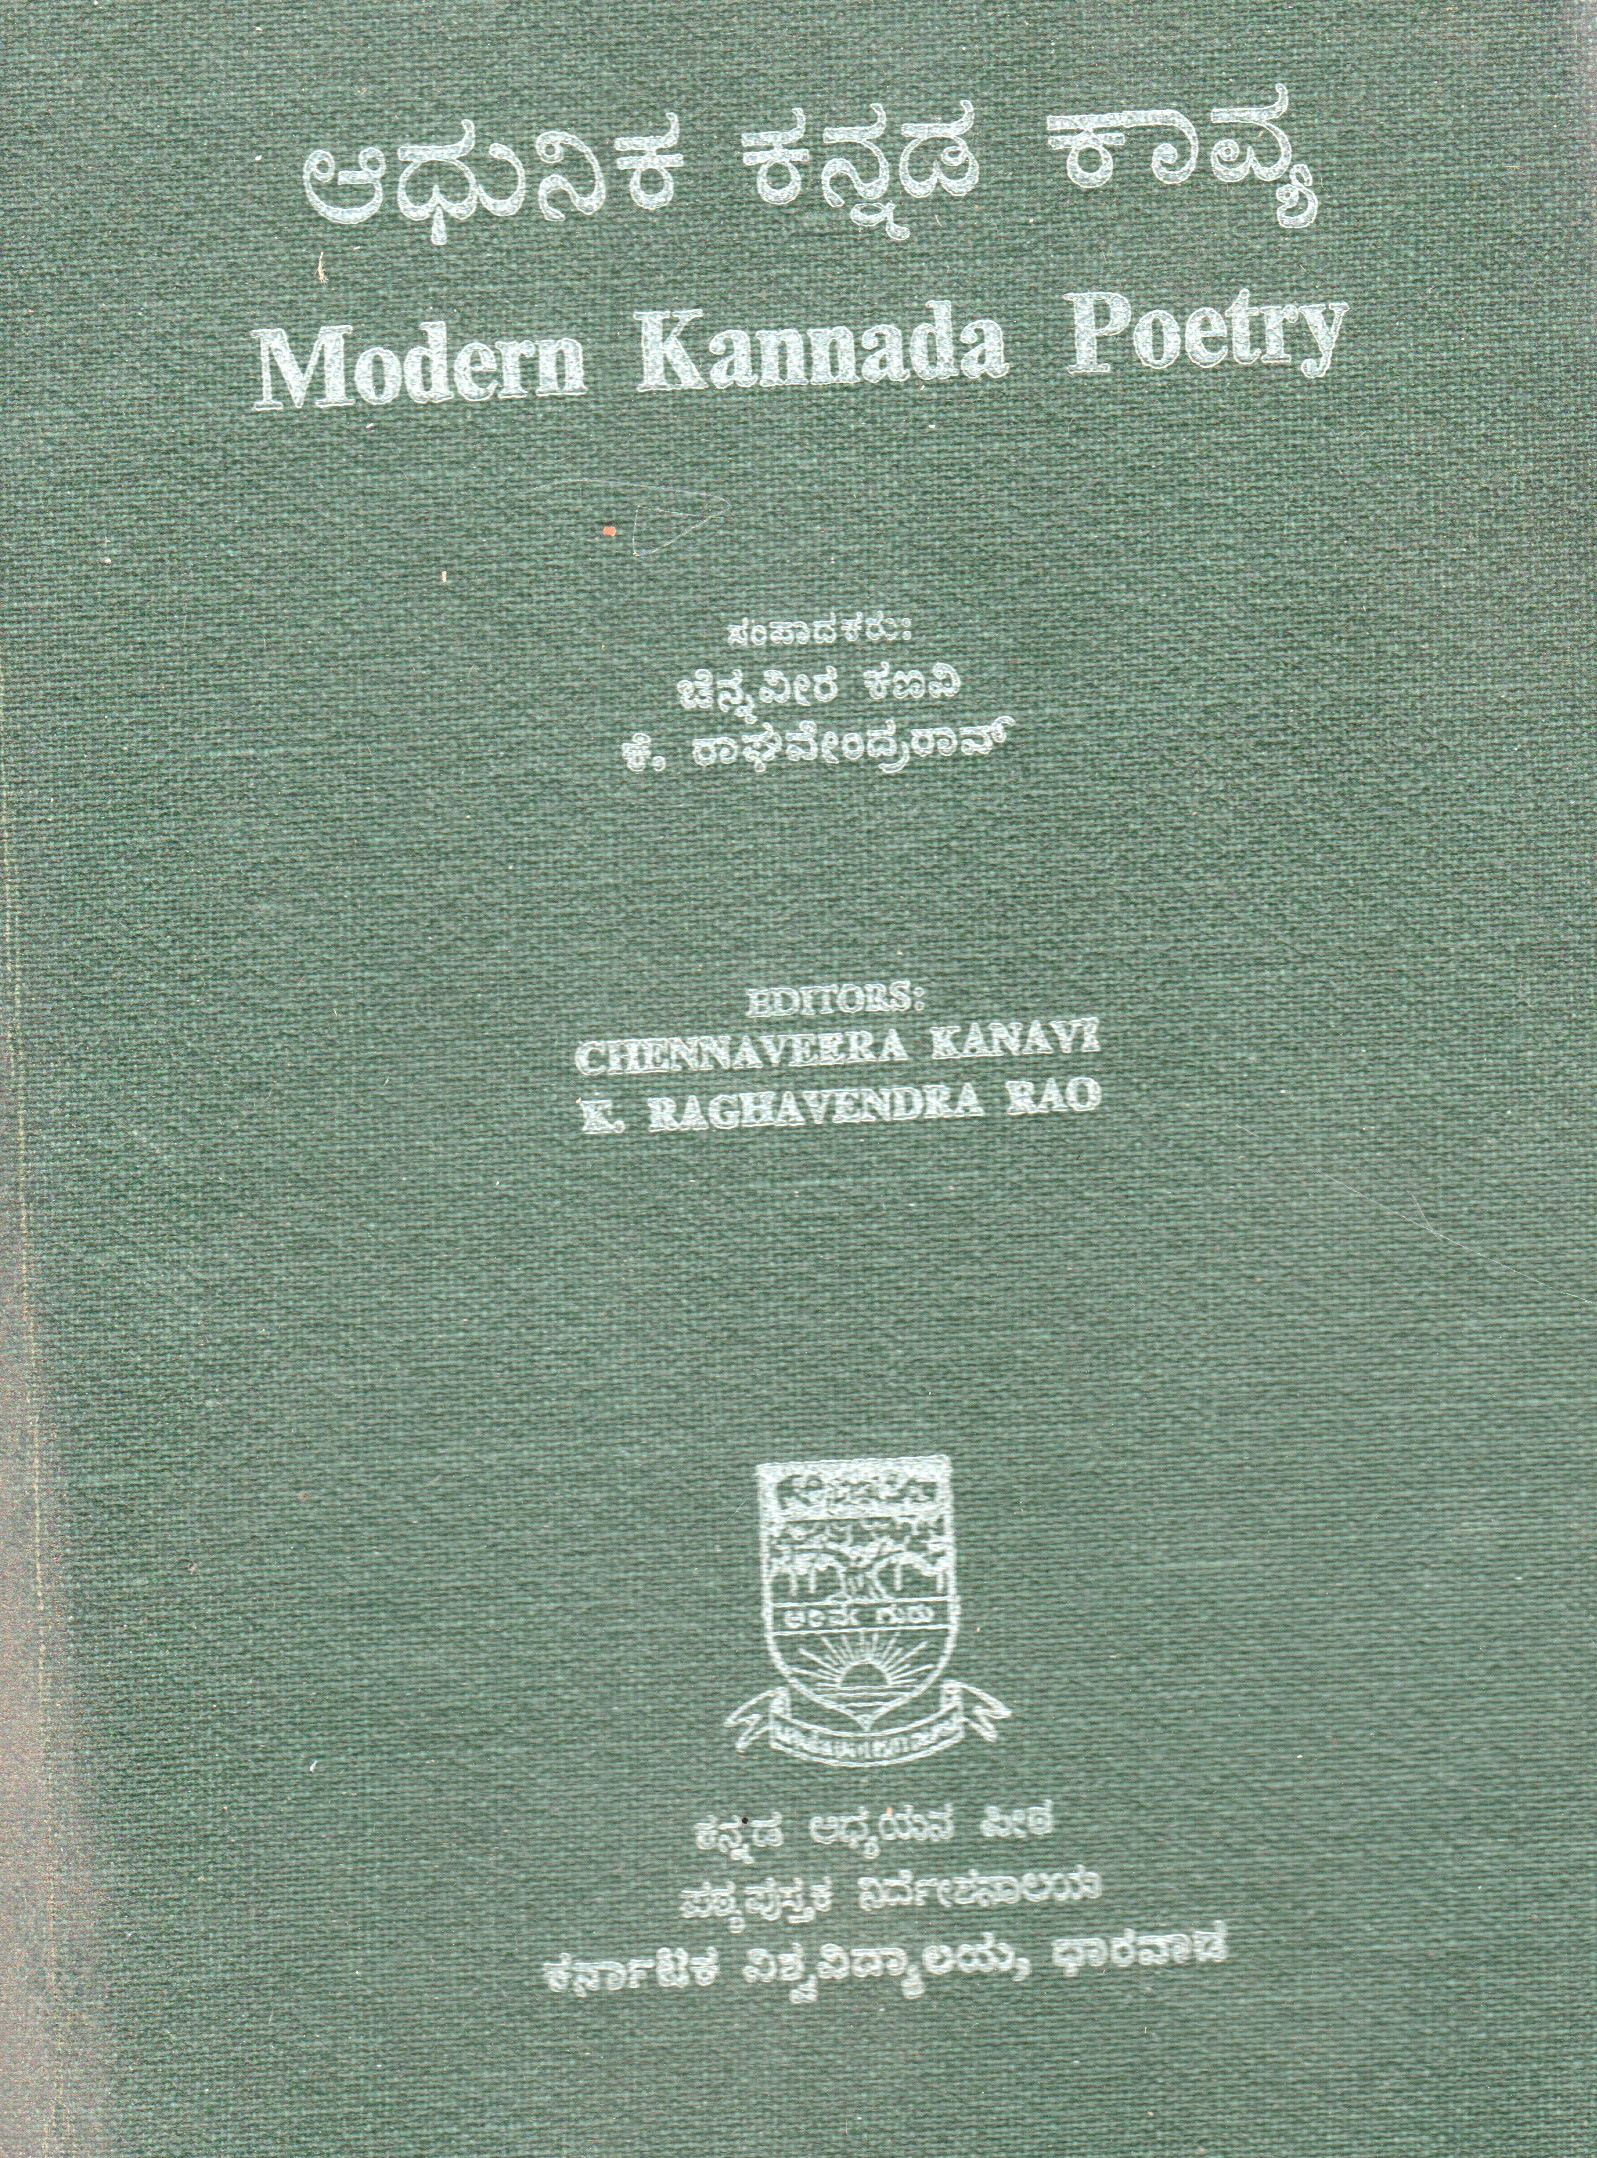 ಆಧುನಿಕ ಕನ್ನಡ ಕಾವ್ಯ
Modern Kannada Poetry
ಸಂಪಾದಕರು:
ಚೆನ್ನವೀರ ಕಣವಿ
ಕೆ. ರಾಘವೇಂದ್ರರಾವ್
EDITORS:
CHENNAVEERA KANAVI
K. RAGHAVENDRA RAO
ಅರಿವೇ ಗುರು
ಕನ್ನಡ ಅಧ್ಯಯನ ಪೀಠ
ಪಠ್ಯಪುಸ್ತಕ ನಿರ್ದೇಶನಾಲಯ
ಕರ್ನಾಟಕ ವಿಶ್ವವಿದ್ಯಾಲಯ, ಧಾರವಾಡ